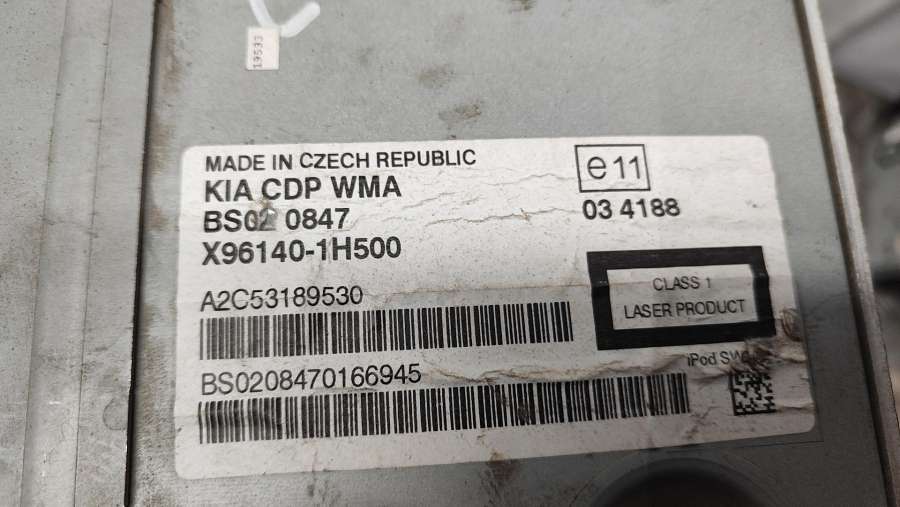 19533
MADE IN CZECH REPUBLIC
KIA CDP WMA
BS02 0847
X96140-1H500
A2C53189530
BS0208470166945
e11
03 4188
CLASS 1
LASER PRODUCT
iPod